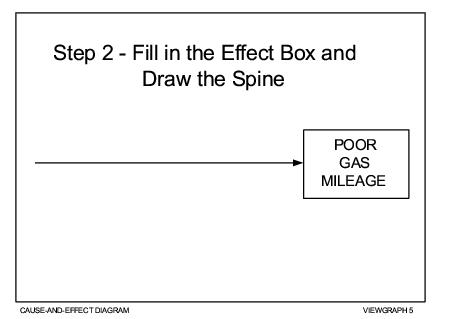 Step 2 - Fill in the Effect Box and
Draw the Spine
POOR
GAS
MILEAGE
CAUSE-AND-EFFECT DIAGRAM
VIEWGRAPH 5